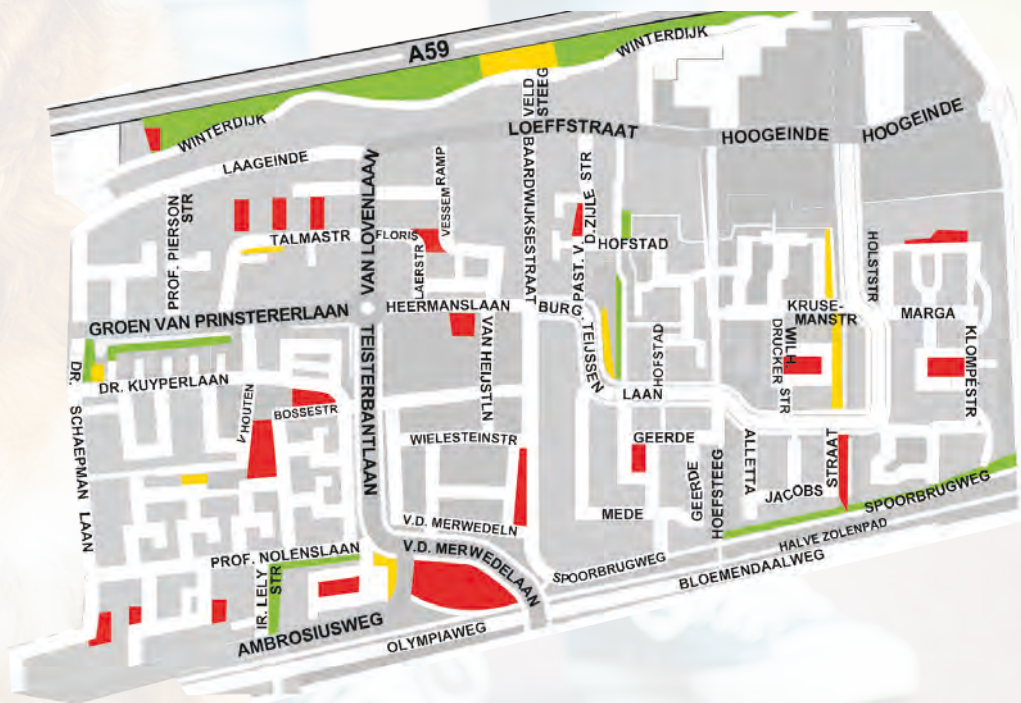 A59
WINTERDIJK
WINTERDIJK
VELD
STEEG
LOEFFSTRAAT
HOOGEINDE
HOOGEINDE
LAAGEINDE
PROF. PIERSON
STR
TALMASTR
VAN LOVENLAAN
FLORIS
LAERSTR
VESSEM
RAMP
BAARDWIJKSESTRAAT
PAST. V.
D.ZIJLE STR
HOFSTAD
HOLSTSTR
GROEN VAN PRINSTERERLAAN
HEERMANSLAAN
BURG. TEIJSSEN
LAAN
HOFSTAD
KRUSE-
MANSTR
WILH.
DRUCKER
STR
MARGA
KLOMPÉSTR
DR. SCHAEPMAN LAAN
DR. KUYPERLAAN
V HOUTEN
BOSSESTR
TEISTERBANTLAAN
VAN HEIJSTLN
WIELESTEINSTR
GEERDE
GEERDE
MEDE
HOEFSTEEG
ALLETTA
JACOBS
STRAAT
SPOORBRUGWEG
V.D. MERWEDELN
V.D. MERWEDELAAN
PROF. NOLENSLAAN
IR. LELY
STR
SPOORBRUGWEG
HALVE ZOLENPAD
BLOEMENDAALWEG
AMBROSIUSWEG
OLYMPIAWEG